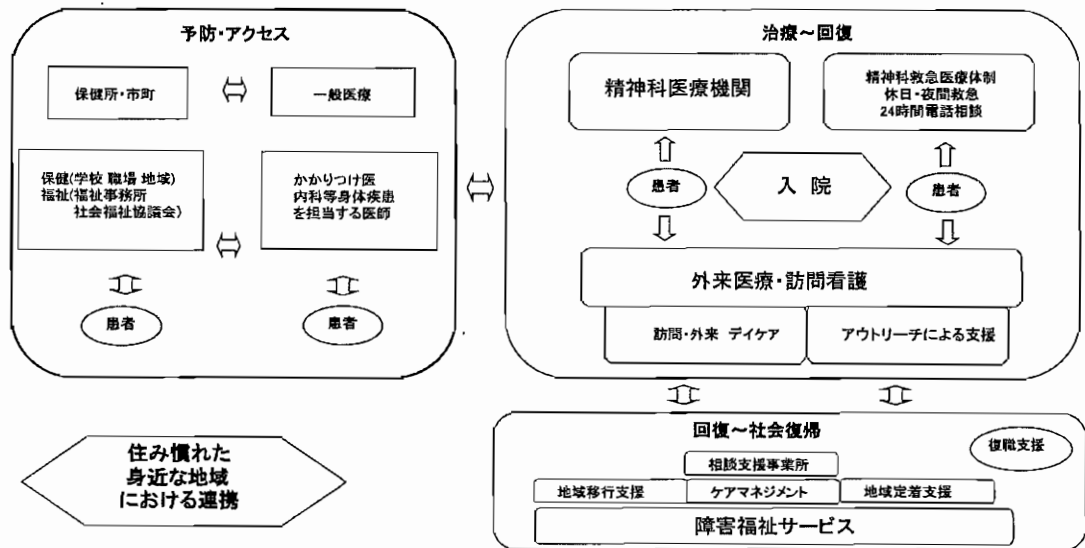 予防・アクセス
保健所・市町
一般医療
保健(学校 職場 地域)
福祉(福祉事務所
社会福祉協議会)
かかりつけ医
内科等身体疾患
を担当する医師
患者
患者
治療～回復
精神科医療機関
精神科救急医療体制
休日・夜間救急
24時間電話相談
患者
入 院
患者
外来医療・訪問看護
訪問・外来 デイケア
アウトリーチによる支援
住み慣れた
身近な地域
における連携
回復～社会復帰
復職支援
相談支援事業所
地域移行支援
ケアマネジメント
地域定着支援
障害福祉サービス